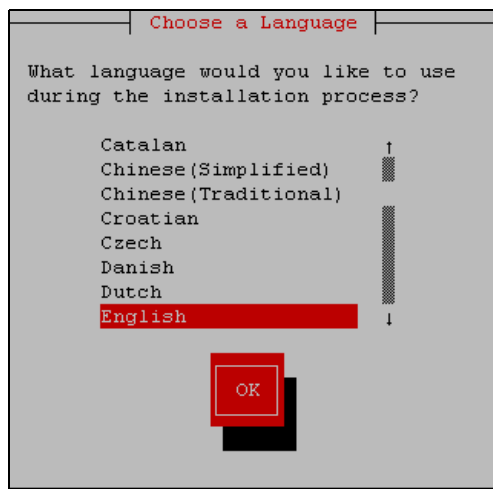 Choose a Language
What language would you like to use
during the installation process?
Catalan
Chinese(Simplified)
Chinese(Traditional)
Croatian
Czech
Danish
Dutch
English
OK